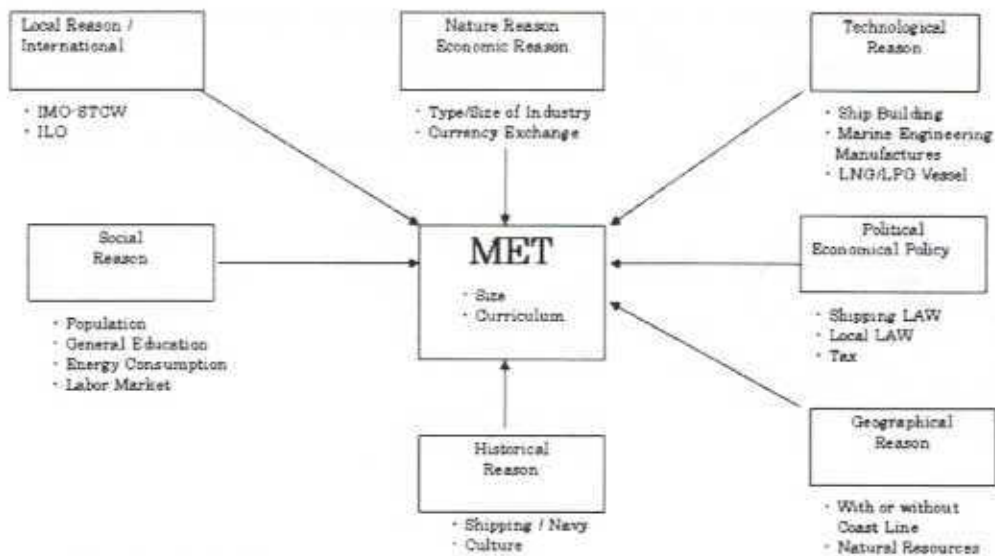 Local Reason /
International
· IMO-STCW
· ILO
Nature Reason
Economic Reason
· Type/Size of Industry
· Currency Exchange
Technological
Reason
· Ship Building
· Marine Engineering
Manufactures
· LNG/LPG Vessel
Social
Reason
· Population
· General Education
· Energy Consumption
· Labor Market
MET
· Size
· Curriculum
Political
Economical Policy
· Shipping LAW
· Local LAW
· Tax
Historical
Reason
· Shipping / Navy
· Culture
Geographical
Reason
· With or without
Coast Line
· Natural Resources